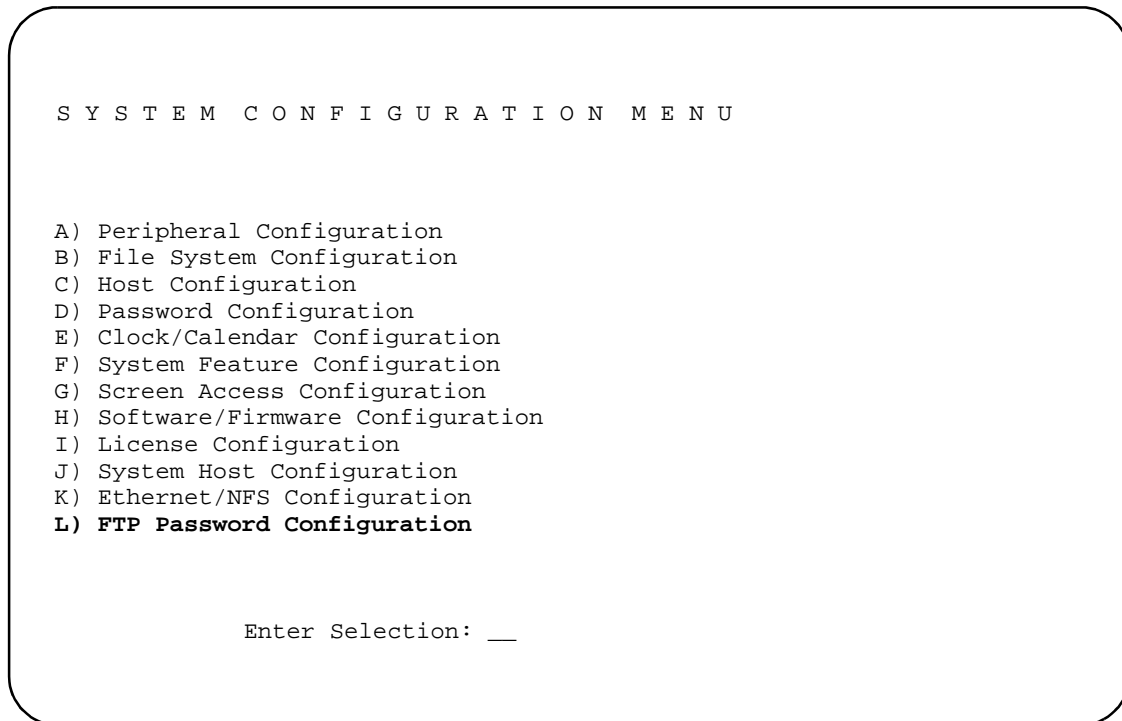 S Y S T E M  C O N F I G U R A T I O N  M E N U
A) Peripheral Configuration
B) File System Configuration
C) Host Configuration
D) Password Configuration
E) Clock/Calendar Configuration
F) System Feature Configuration
G) Screen Access Configuration
H) Software/Firmware Configuration
I) License Configuration
J) System Host Configuration
K) Ethernet/NFS Configuration
L) FTP Password Configuration
Enter Selection: __